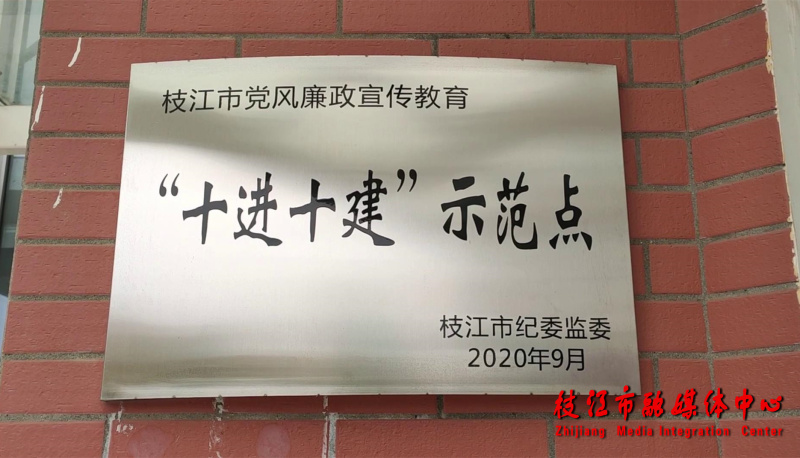 枝江市党风廉政宣传教育
“十进十建”示范点
枝江市纪委监委
2020年9月
枝江市融媒体中心
Zhijiang Media Integration Center